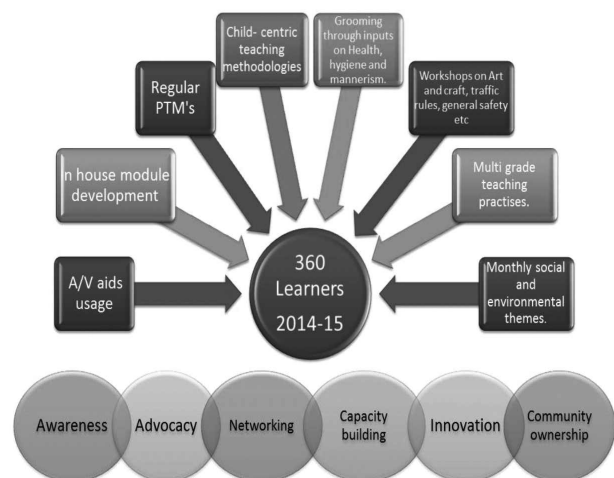 Child- centric
teaching
methodologies
Grooming
through inputs
on Health,
hygiene and
mannerism.
Regular
PTM's
Workshops on Art
and craft, traffic
rules, general safety
etc
n house module
development
Multi grade
teaching
practises.
A/V aids
usage
360
Learners
2014-15
Monthly social
and
environmental
themes.
Awareness
Advocacy
Networking
Capacity
building
Innovation
Community
ownership